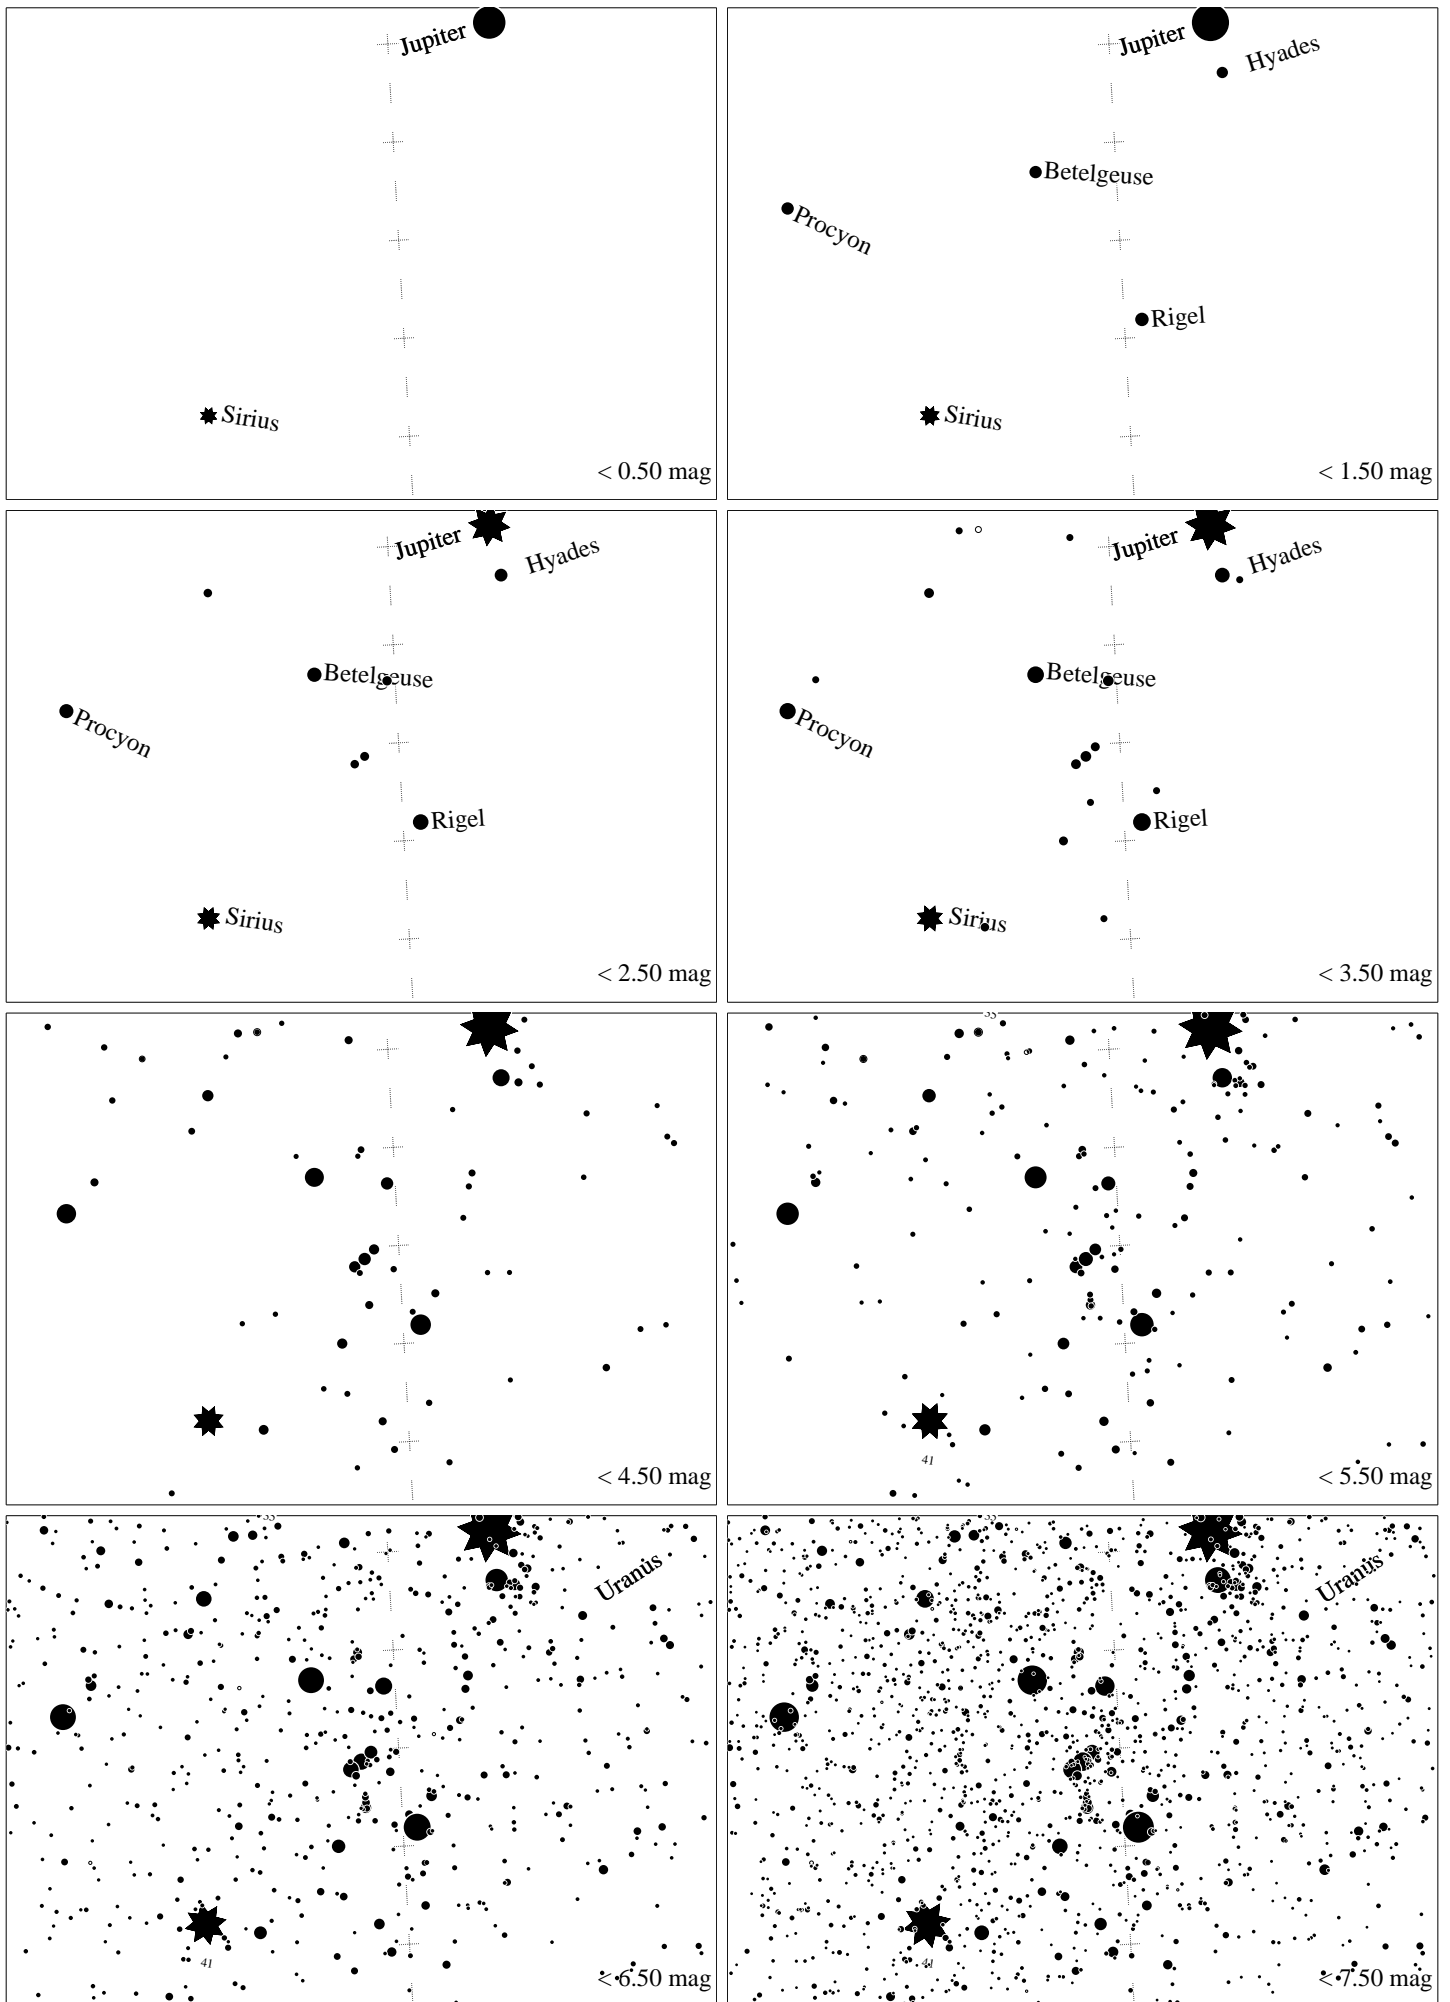 Jupiter
Sirius
< 0.50 mag
Jupiter
Hyades
Betelgeuse
Procyon
Rigel
Sirius
< 1.50 mag
Jupiter
Hyades
Betelgeuse
Procyon
Rigel
Sirius
< 2.50 mag
Jupiter
Hyades
Betelgeuse
Procyon
Rigel
Sirius
< 3.50 mag
< 4.50 mag
41
< 5.50 mag
Uranus
41
< 6.50 mag
Uranus
41
< 7.50 mag